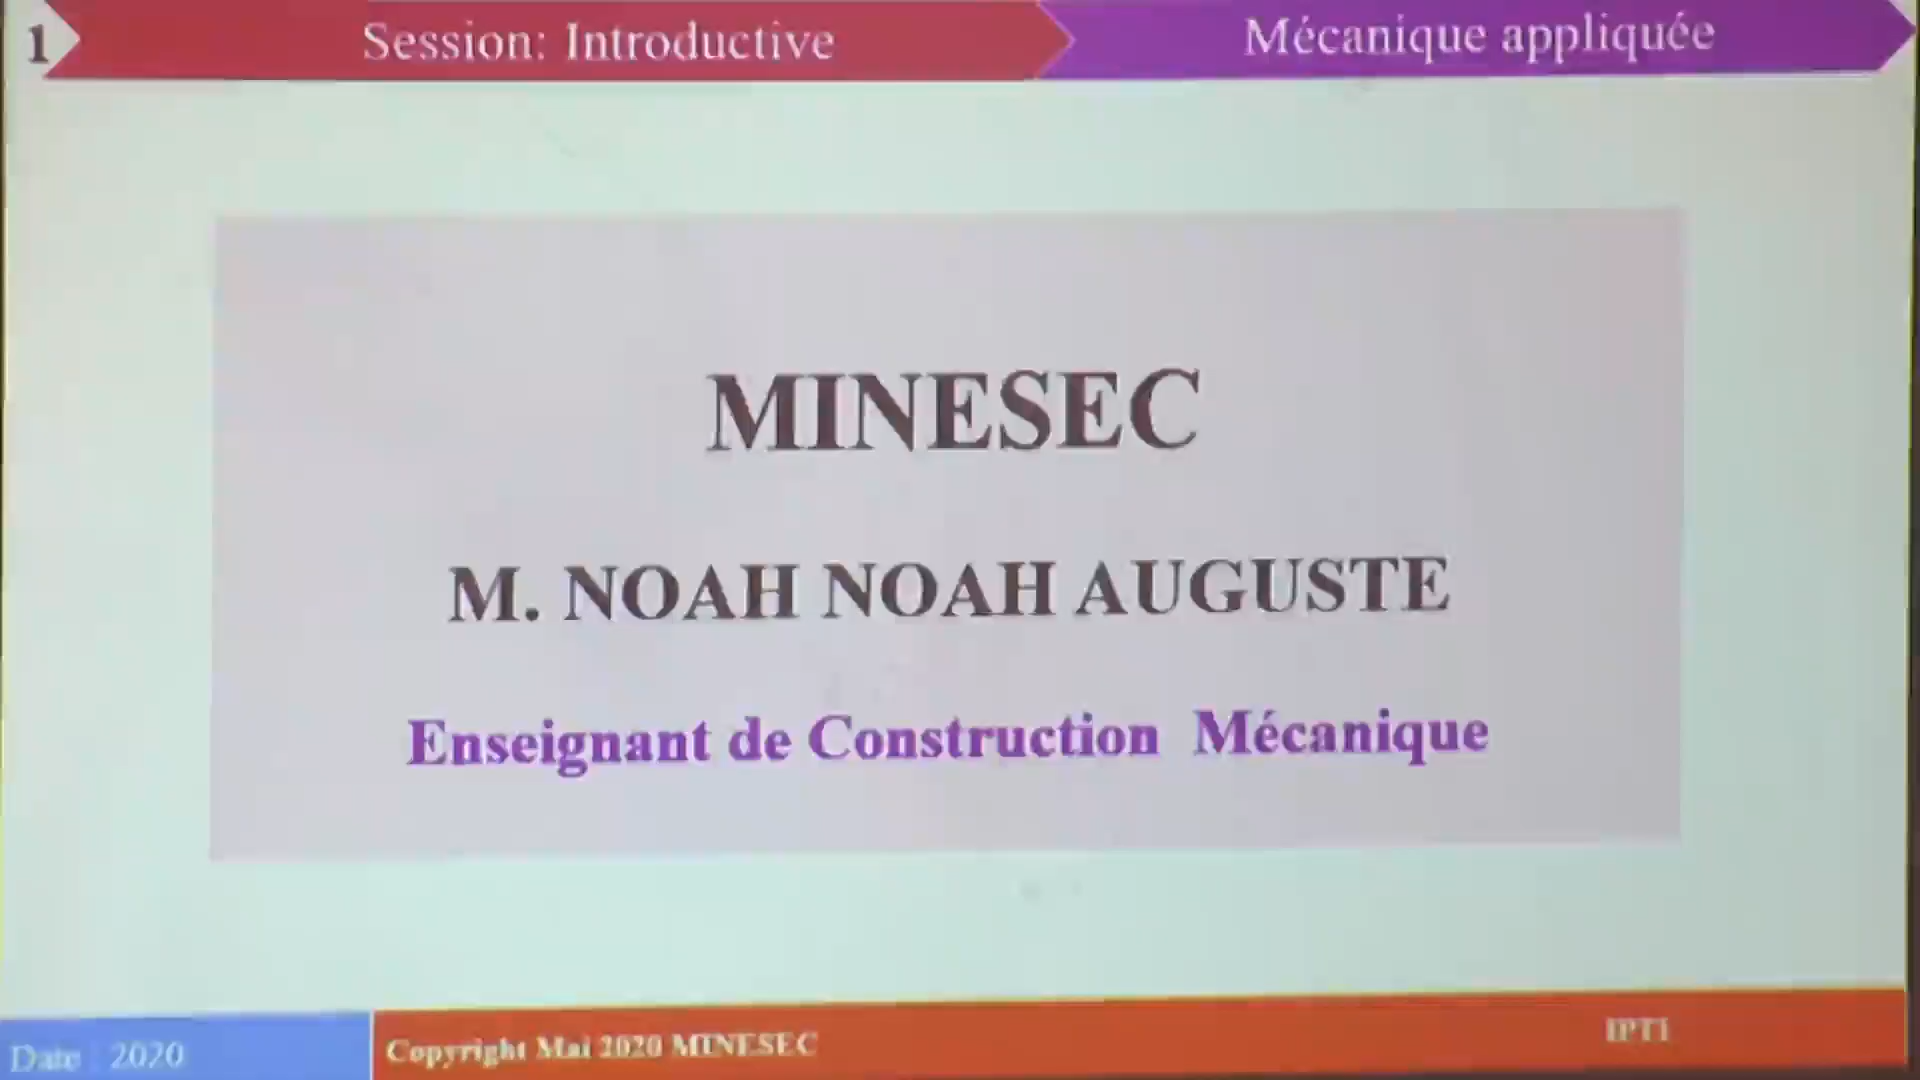 1
Session: Introductive
Mécanique appliquée
MINESEC
M. NOAH NOAH AUGUSTE
Enseignant de Construction Mécanique
Date : 2020
Copyright Mai 2020 MINESEC
IPTI